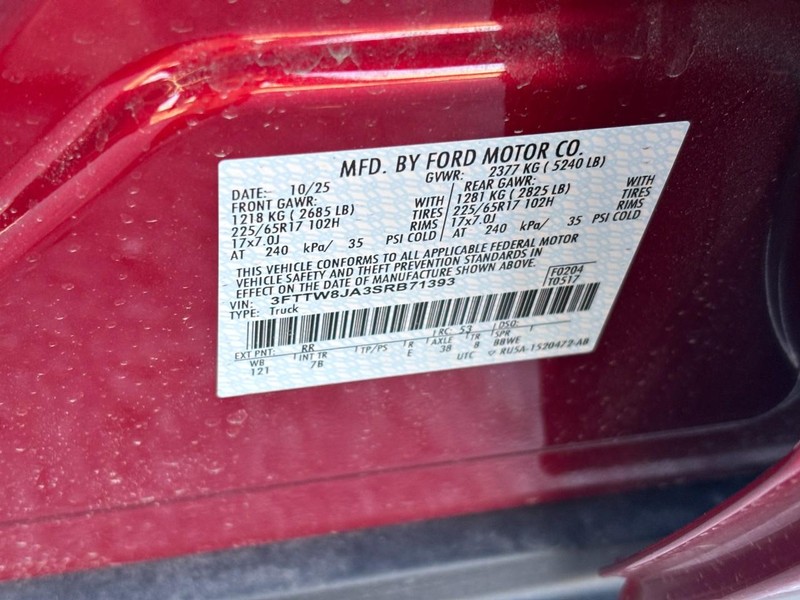 MFD. BY FORD MOTOR CO.
DATE: 10/25 GVWR: 2377 KG ( 5240 LB)
FRONT GAWR: REAR GAWR:
1218 KG ( 2685 LB) WITH 1281 KG ( 2825 LB) WITH
225/65R17 102H TIRES 225/65R17 102H TIRES
17x7.0J RIMS 17x7.0J RIMS
AT 240 kPa/ 35 PSI COLD AT 240 kPa/ 35 PSI COLD
THIS VEHICLE CONFORMS TO ALL APPLICABLE FEDERAL MOTOR
VEHICLE SAFETY AND THEFT PREVENTION STANDARDS IN
EFFECT ON THE DATE OF MANUFACTURE SHOWN ABOVE.
VIN: 3FTTW8JA3SRB71393 F0204
TYPE: Truck T0517
LRC: 53 DSO:
EXT PNT: RR
WB INT TR TP/PS R AXLE TR SPR I BBWE
121 7B E 38 8
UTC RU5A-1520472-AB